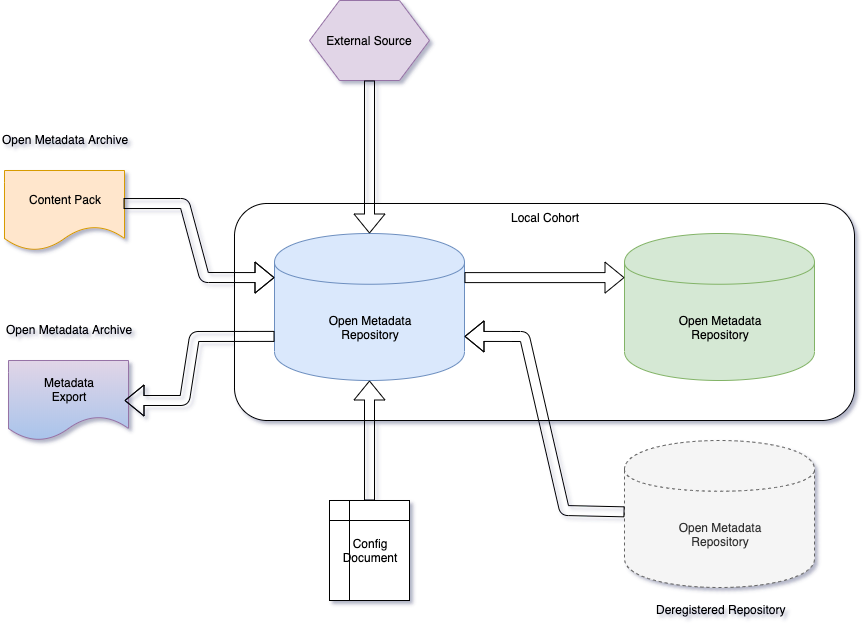 External Source
Open Metadata Archive
Content Pack
Local Cohort
Open Metadata
Repository
Open Metadata
Repository
Open Metadata Archive
Metadata
Export
Config
Document
Open Metadata
Repository
Deregistered Repository